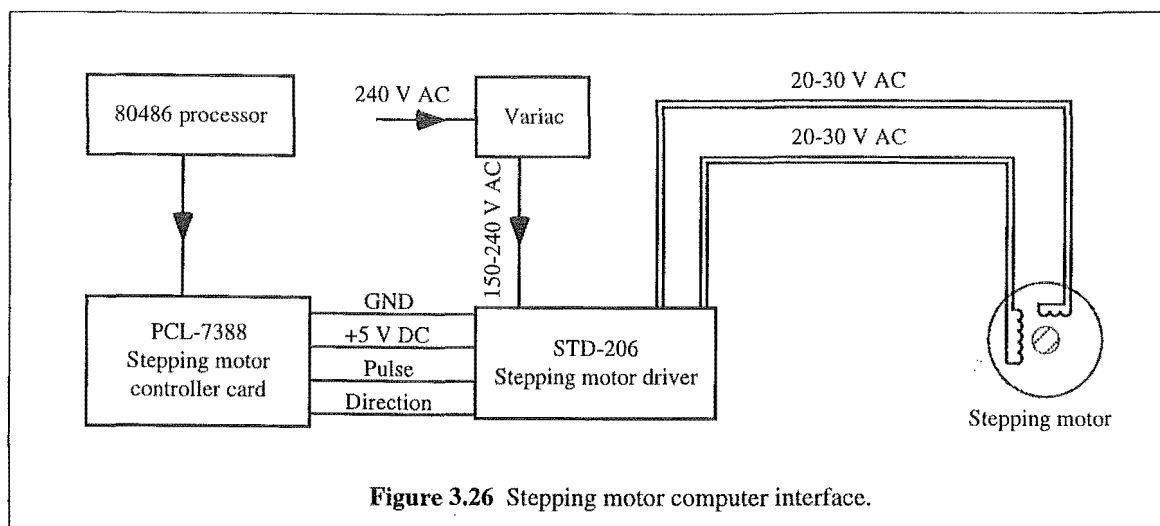 80486 processor
240 V AC
Variac
20-30 V AC
20-30 V AC
150-240 V AC
PCL-7388
Stepping motor
controller card
GND
+5 V DC
Pulse
Direction
STD-206
Stepping motor driver
Stepping motor
Figure 3.26 Stepping motor computer interface.